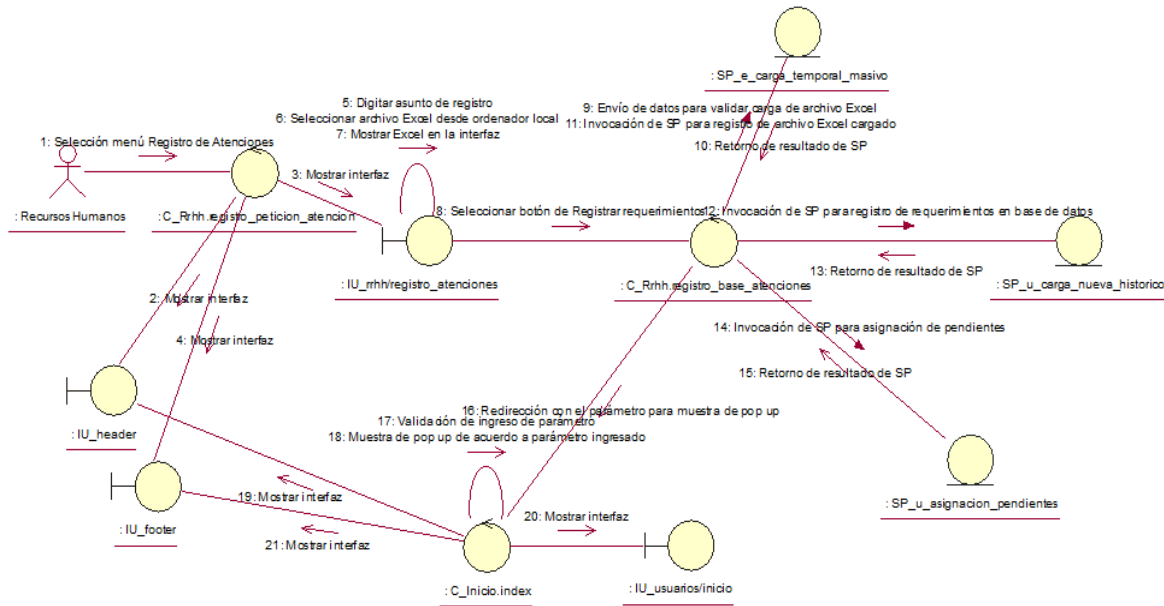 : SP_e_carga_temporal_masivo
5: Digitar asunto de registro
6: Seleccionar archivo Excel desde ordenador local
7: Mostrar Excel en la interfaz
9: Envío de datos para validar carga de archivo Excel
11: Invocación de SP para registro de archivo Excel cargado
10: Retorno de resultado de SP
1: Selección menú Registro de Atenciones
3: Mostrar interfaz
: Recursos Humanos
: C_Rrhh.registro_peticion_atencion
8: Seleccionar botón de Registrar requerimientos
12: Invocación de SP para registro de requerimientos en base de datos
13: Retorno de resultado de SP
: IU_rrhh/registro_atenciones
: C_Rrhh.registro_base_atenciones
: SP_u_carga_nueva_historico
2: Mostrar interfaz
4: Mostrar interfaz
14: Invocación de SP para asignación de pendientes
15: Retorno de resultado de SP
16: Redirección con el parámetro para muestra de pop up
17: Validación de ingreso de parámetro
18: Muestra de pop up de acuerdo a parámetro ingresado
: IU_header
19: Mostrar interfaz
: SP_u_asignacion_pendientes
20: Mostrar interfaz
: IU_footer
21: Mostrar interfaz
: C_Inicio.index
: IU_usuarios/inicio